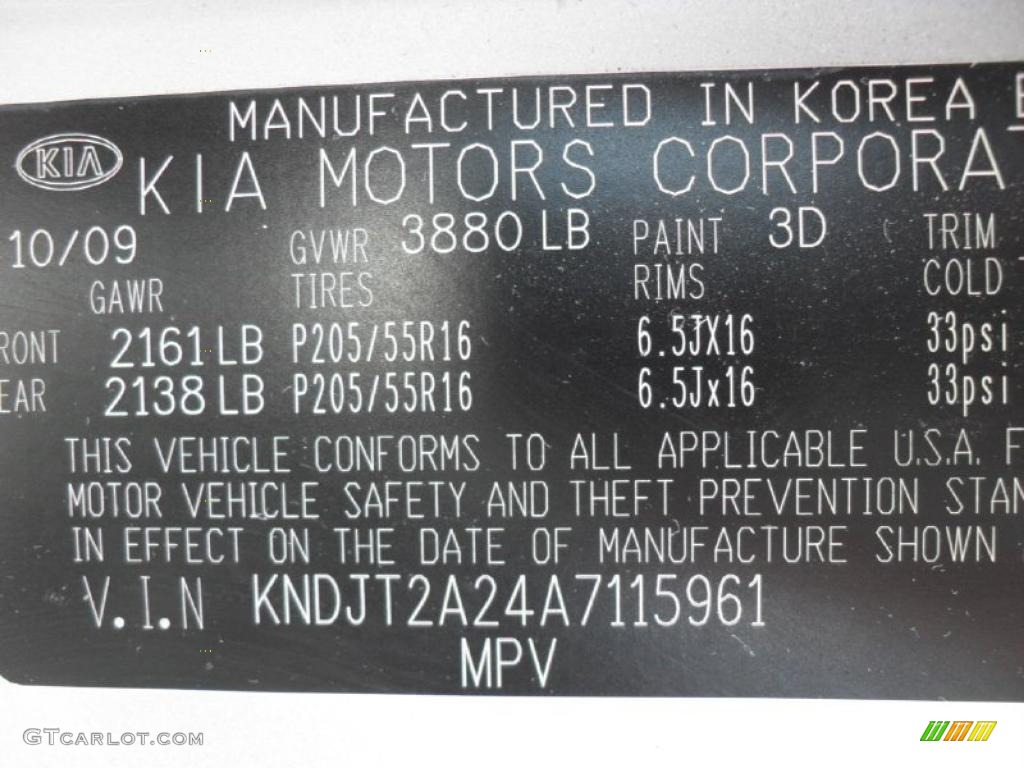 MANUFACTURED IN KOREA
KIA KIA MOTORS CORPORA
10/09 GVWR 3880 LB PAINT 3D TRIM
GAWR TIRES RIMS COLD
RONT 2161 LB P205/55R16 6.5JX16 33psi
EAR 2138 LB P205/55R16 6.5Jx16 33psi
THIS VEHICLE CONFORMS TO ALL APPLICABLE U.S.A. F
MOTOR VEHICLE SAFETY AND THEFT PREVENTION STAN
IN EFFECT ON THE DATE OF MANUFACTURE SHOWN
V.I.N KNDJT2A24A7115961
MPV
GTCARLOT.COM